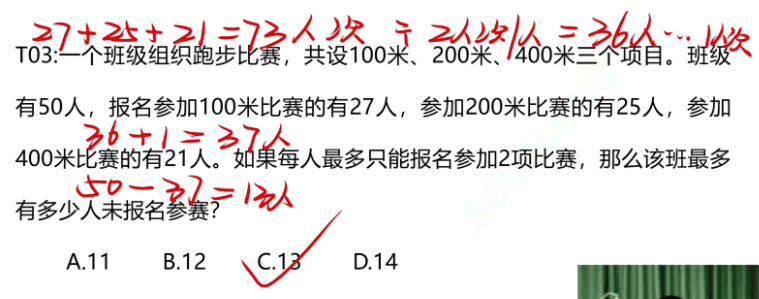 27+25+21=73人次 ÷ 2人次/人 = 36人…1人次
T03:一个班级组织跑步比赛，共设100米、200米、400米三个项目。班级
有50人，报名参加100米比赛的有27人，参加200米比赛的有25人，参加
36+1=37人
400米比赛的有21人。如果每人最多只能报名参加2项比赛，那么该班最多
50-37=13人
有多少人未报名参赛？
A.11 B.12 C.13 D.14